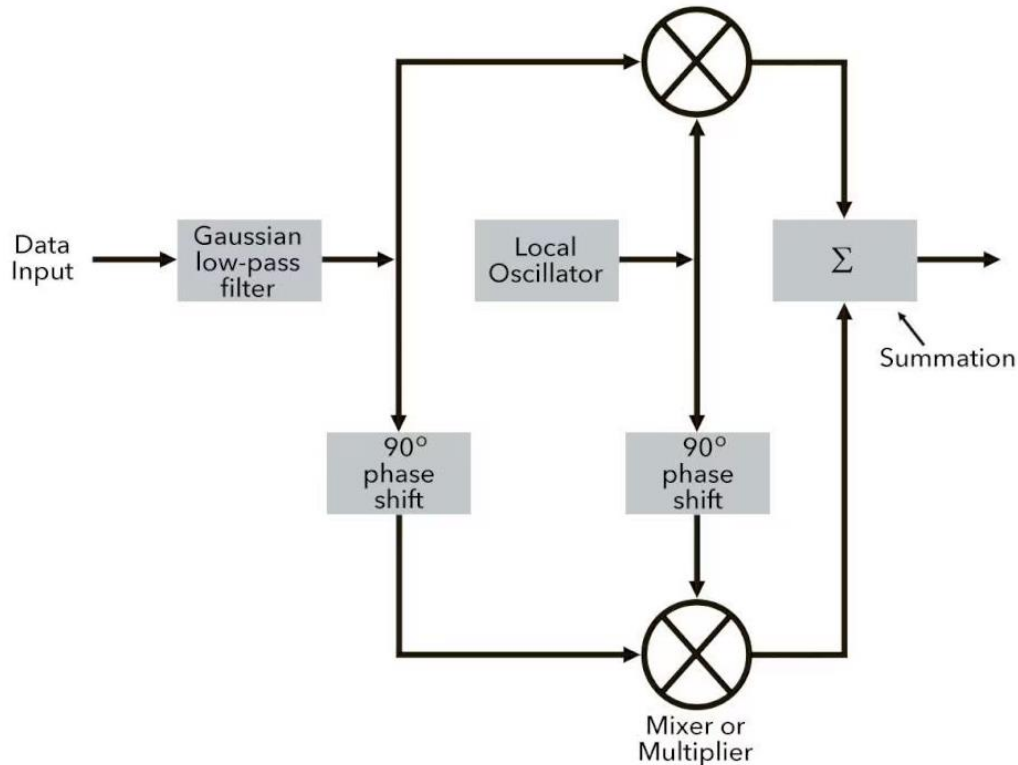 Data
Input
Gaussian
low-pass
filter
Local
Oscillator
Σ
Summation
90°
phase
shift
90°
phase
shift
Mixer or
Multiplier